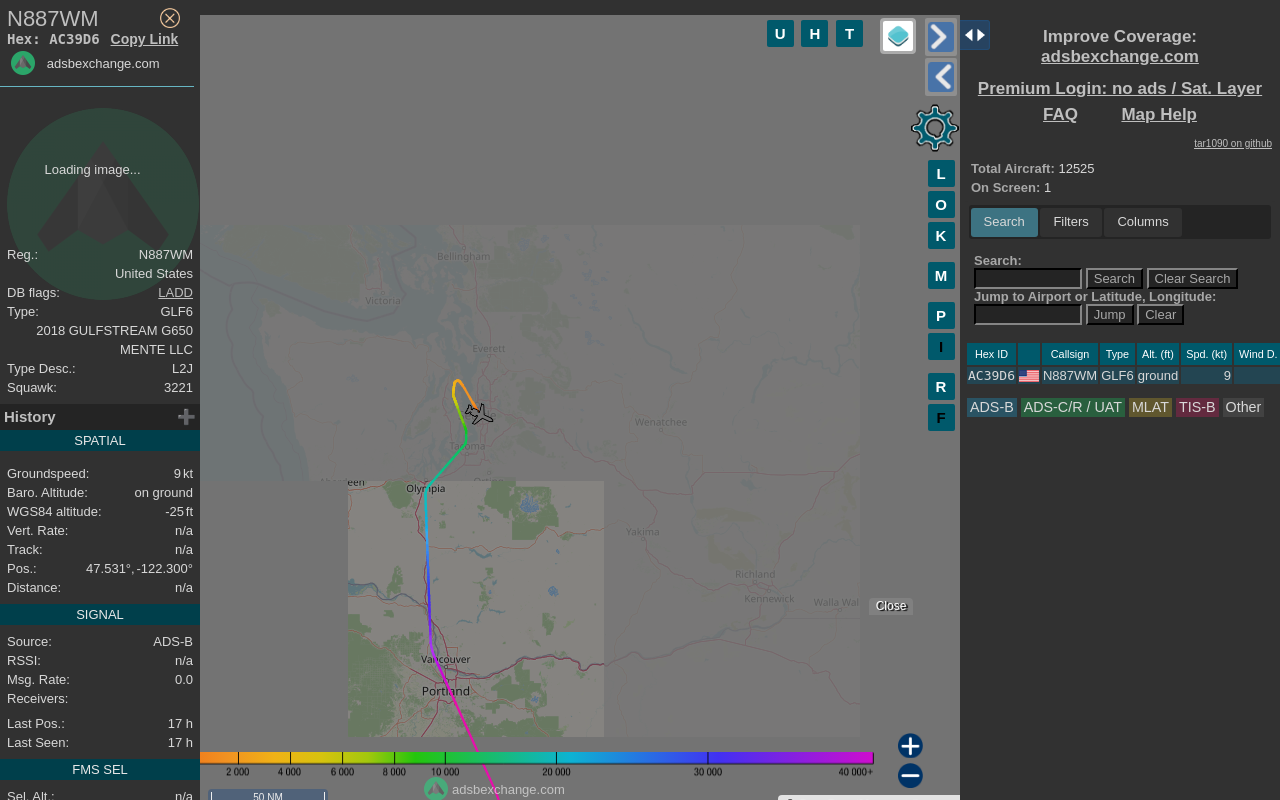 N887WM
Hex: AC39D6 Copy Link
adsbexchange.com
Loading image...
Reg.: N887WM
United States
DB flags: LADD
Type: GLF6
2018 GULFSTREAM G650
MENTE LLC
Type Desc.: L2J
Squawk: 3221
History
SPATIAL
Groundspeed: 9 kt
Baro. Altitude: on ground
WGS84 altitude: -25 ft
Vert. Rate: n/a
Track: n/a
Pos.: 47.531°, -122.300°
Distance: n/a
SIGNAL
Source: ADS-B
RSSI: n/a
Msg. Rate: 0.0
Receivers:
Last Pos.: 17 h
Last Seen: 17 h
FMS SEL
Sel. Alt.: n/a
U H T
L
O
K
M
P
I
R
F
Bellingham
Victoria
Everett
Wenatchee
Tacoma
Olympia
Yakima
Richland
Kennewick
Walla Wal
Vancouver
Portland
Close
2 000 4 000 6 000 8 000 10 000 20 000 30 000 40 000+
adsbexchange.com
50 NM
Improve Coverage:
adsbexchange.com
Premium Login: no ads / Sat. Layer
FAQ Map Help
tar1090 on github
Total Aircraft: 12525
On Screen: 1
Search Filters Columns
Search:
Search Clear Search
Jump to Airport or Latitude, Longitude:
Jump Clear
Hex ID Callsign Type Alt. (ft) Spd. (kt) Wind D.
AC39D6 N887WM GLF6 ground 9
ADS-B ADS-C/R / UAT MLAT TIS-B Other